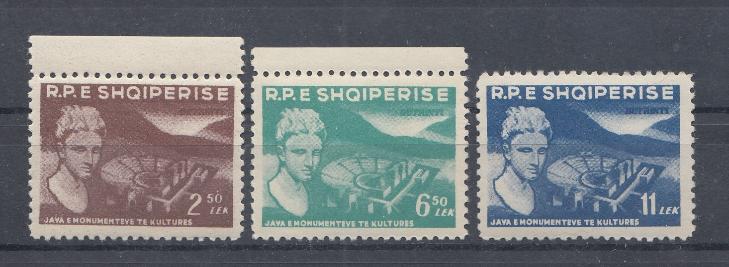 R.P.E SHQIPERISE
BUTRINTI
2 50
LEK
JAVA E MONUMENTEVE TE KULTURES
R.P.E SHQIPERISE
BUTRINTI
6 50
LEK
JAVA E MONUMENTEVE TE KULTURES
R.P.E SHQIPERISE
BUTRINTI
11 LEK
JAVA E MONUMENTEVE TE KULTURES